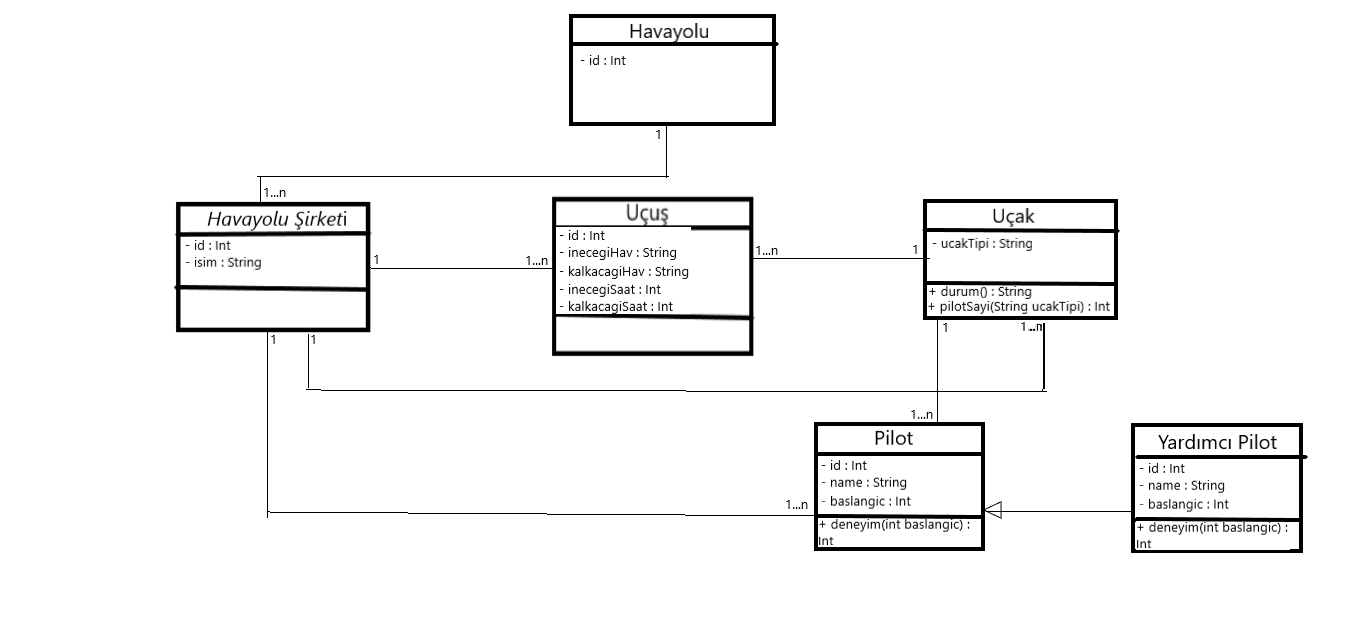 Havayolu
- id : Int
1
1...n
Havayolu Şirketi
- id : Int
- isim : String
1
1...n
Uçuş
- id : Int
- inecegiHav : String
- kalkacagiHav : String
- inecegiSaat : Int
- kalkacagiSaat : Int
1...n
1
Uçak
- ucakTipi : String
+ durum() : String
+ pilotSayi(String ucakTipi) : Int
1
1
1
1...n
1...n
Pilot
- id : Int
- name : String
- baslangic : Int
+ deneyim(int baslangic) :
Int
1...n
Yardımcı Pilot
- id : Int
- name : String
- baslangic : Int
+ deneyim(int baslangic) :
Int